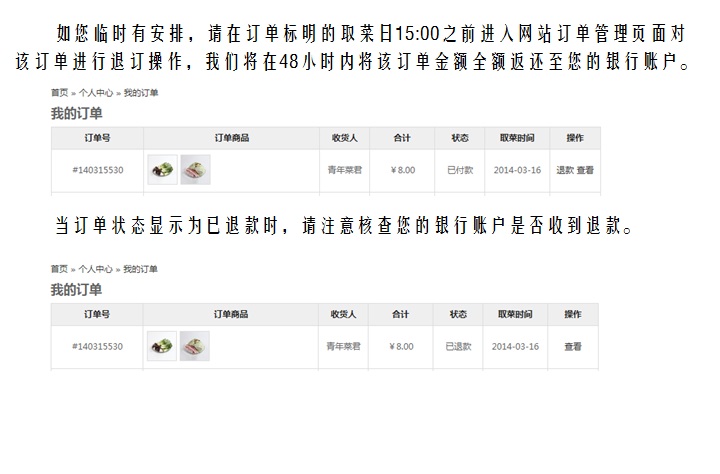 如您临时有安排，请在订单标明的取菜日15:00之前进入网站订单管理页面对
该订单进行退订操作，我们将在48小时内将该订单金额全额返还至您的银行账户。
首页 » 个人中心 » 我的订单
我的订单
订单号 订单商品 收货人 合计 状态 取菜时间 操作
#140315530 青年菜君 ￥8.00 已付款 2014-03-16 退款 查看
当订单状态显示为已退款时，请注意核查您的银行账户是否收到退款。
首页 » 个人中心 » 我的订单
我的订单
订单号 订单商品 收货人 合计 状态 取菜时间 操作
#140315530 青年菜君 ￥8.00 已退款 2014-03-16 查看